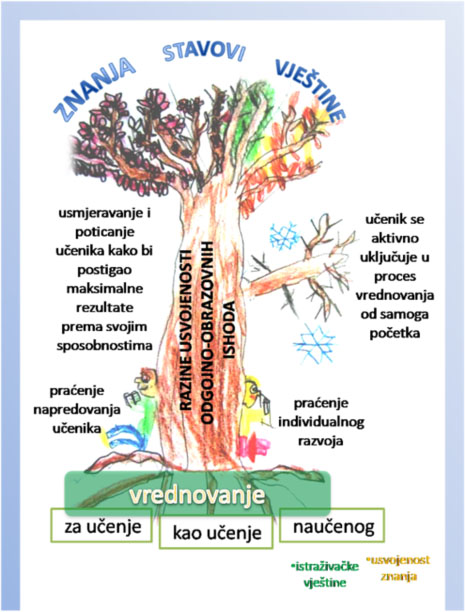 ZNANJA STAVOVI VJEŠTINE
usmjeravanje i
poticanje
učenika kako bi
postigao
maksimalne
rezultate
prema svojim
sposobnostima
RAZINE USVOJENOSTI
ODGOJNO-OBRAZOVNIH
ISHODA
učenik se
aktivno
uključuje u
proces
vrednovanja
od samoga
početka
praćenje
napredovanja
učenika
praćenje
individualnog
razvoja
vrednovanje
za učenje
kao učenje
naučenog
*istraživačke
vještine
*usvojenost
znanja